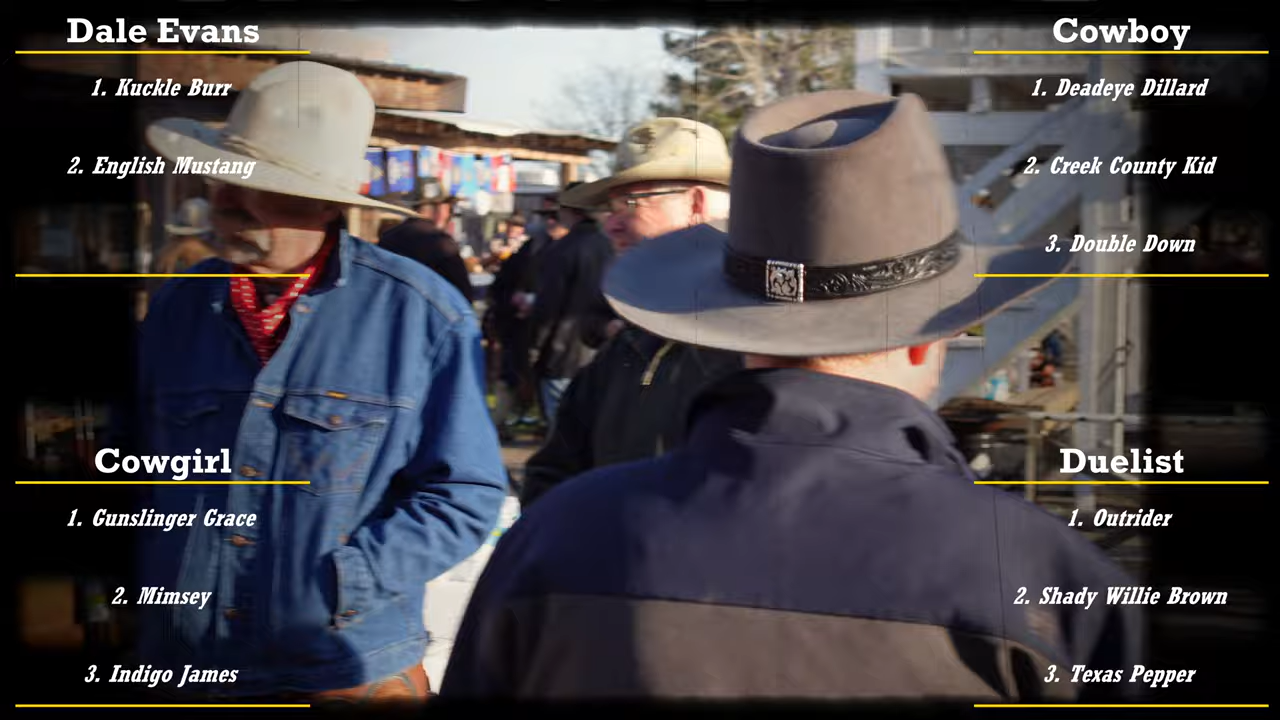 Dale Evans
1. Kuckle Burr
2. English Mustang
Cowboy
1. Deadeye Dillard
2. Creek County Kid
3. Double Down
Cowgirl
1. Gunslinger Grace
2. Mimsey
3. Indigo James
Duelist
1. Outrider
2. Shady Willie Brown
3. Texas Pepper